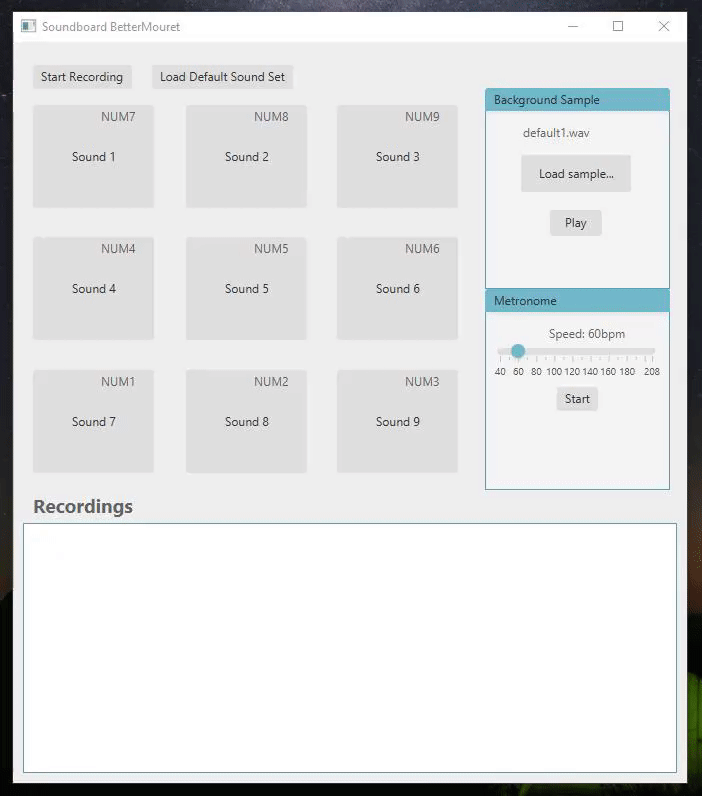 Soundboard BetterMouret
Start Recording
Load Default Sound Set
NUM7
Sound 1
NUM8
Sound 2
NUM9
Sound 3
NUM4
Sound 4
NUM5
Sound 5
NUM6
Sound 6
NUM1
Sound 7
NUM2
Sound 8
NUM3
Sound 9
Background Sample
default1.wav
Load sample...
Play
Metronome
Speed: 60bpm
40 60 80 100 120 140 160 180 208
Start
Recordings